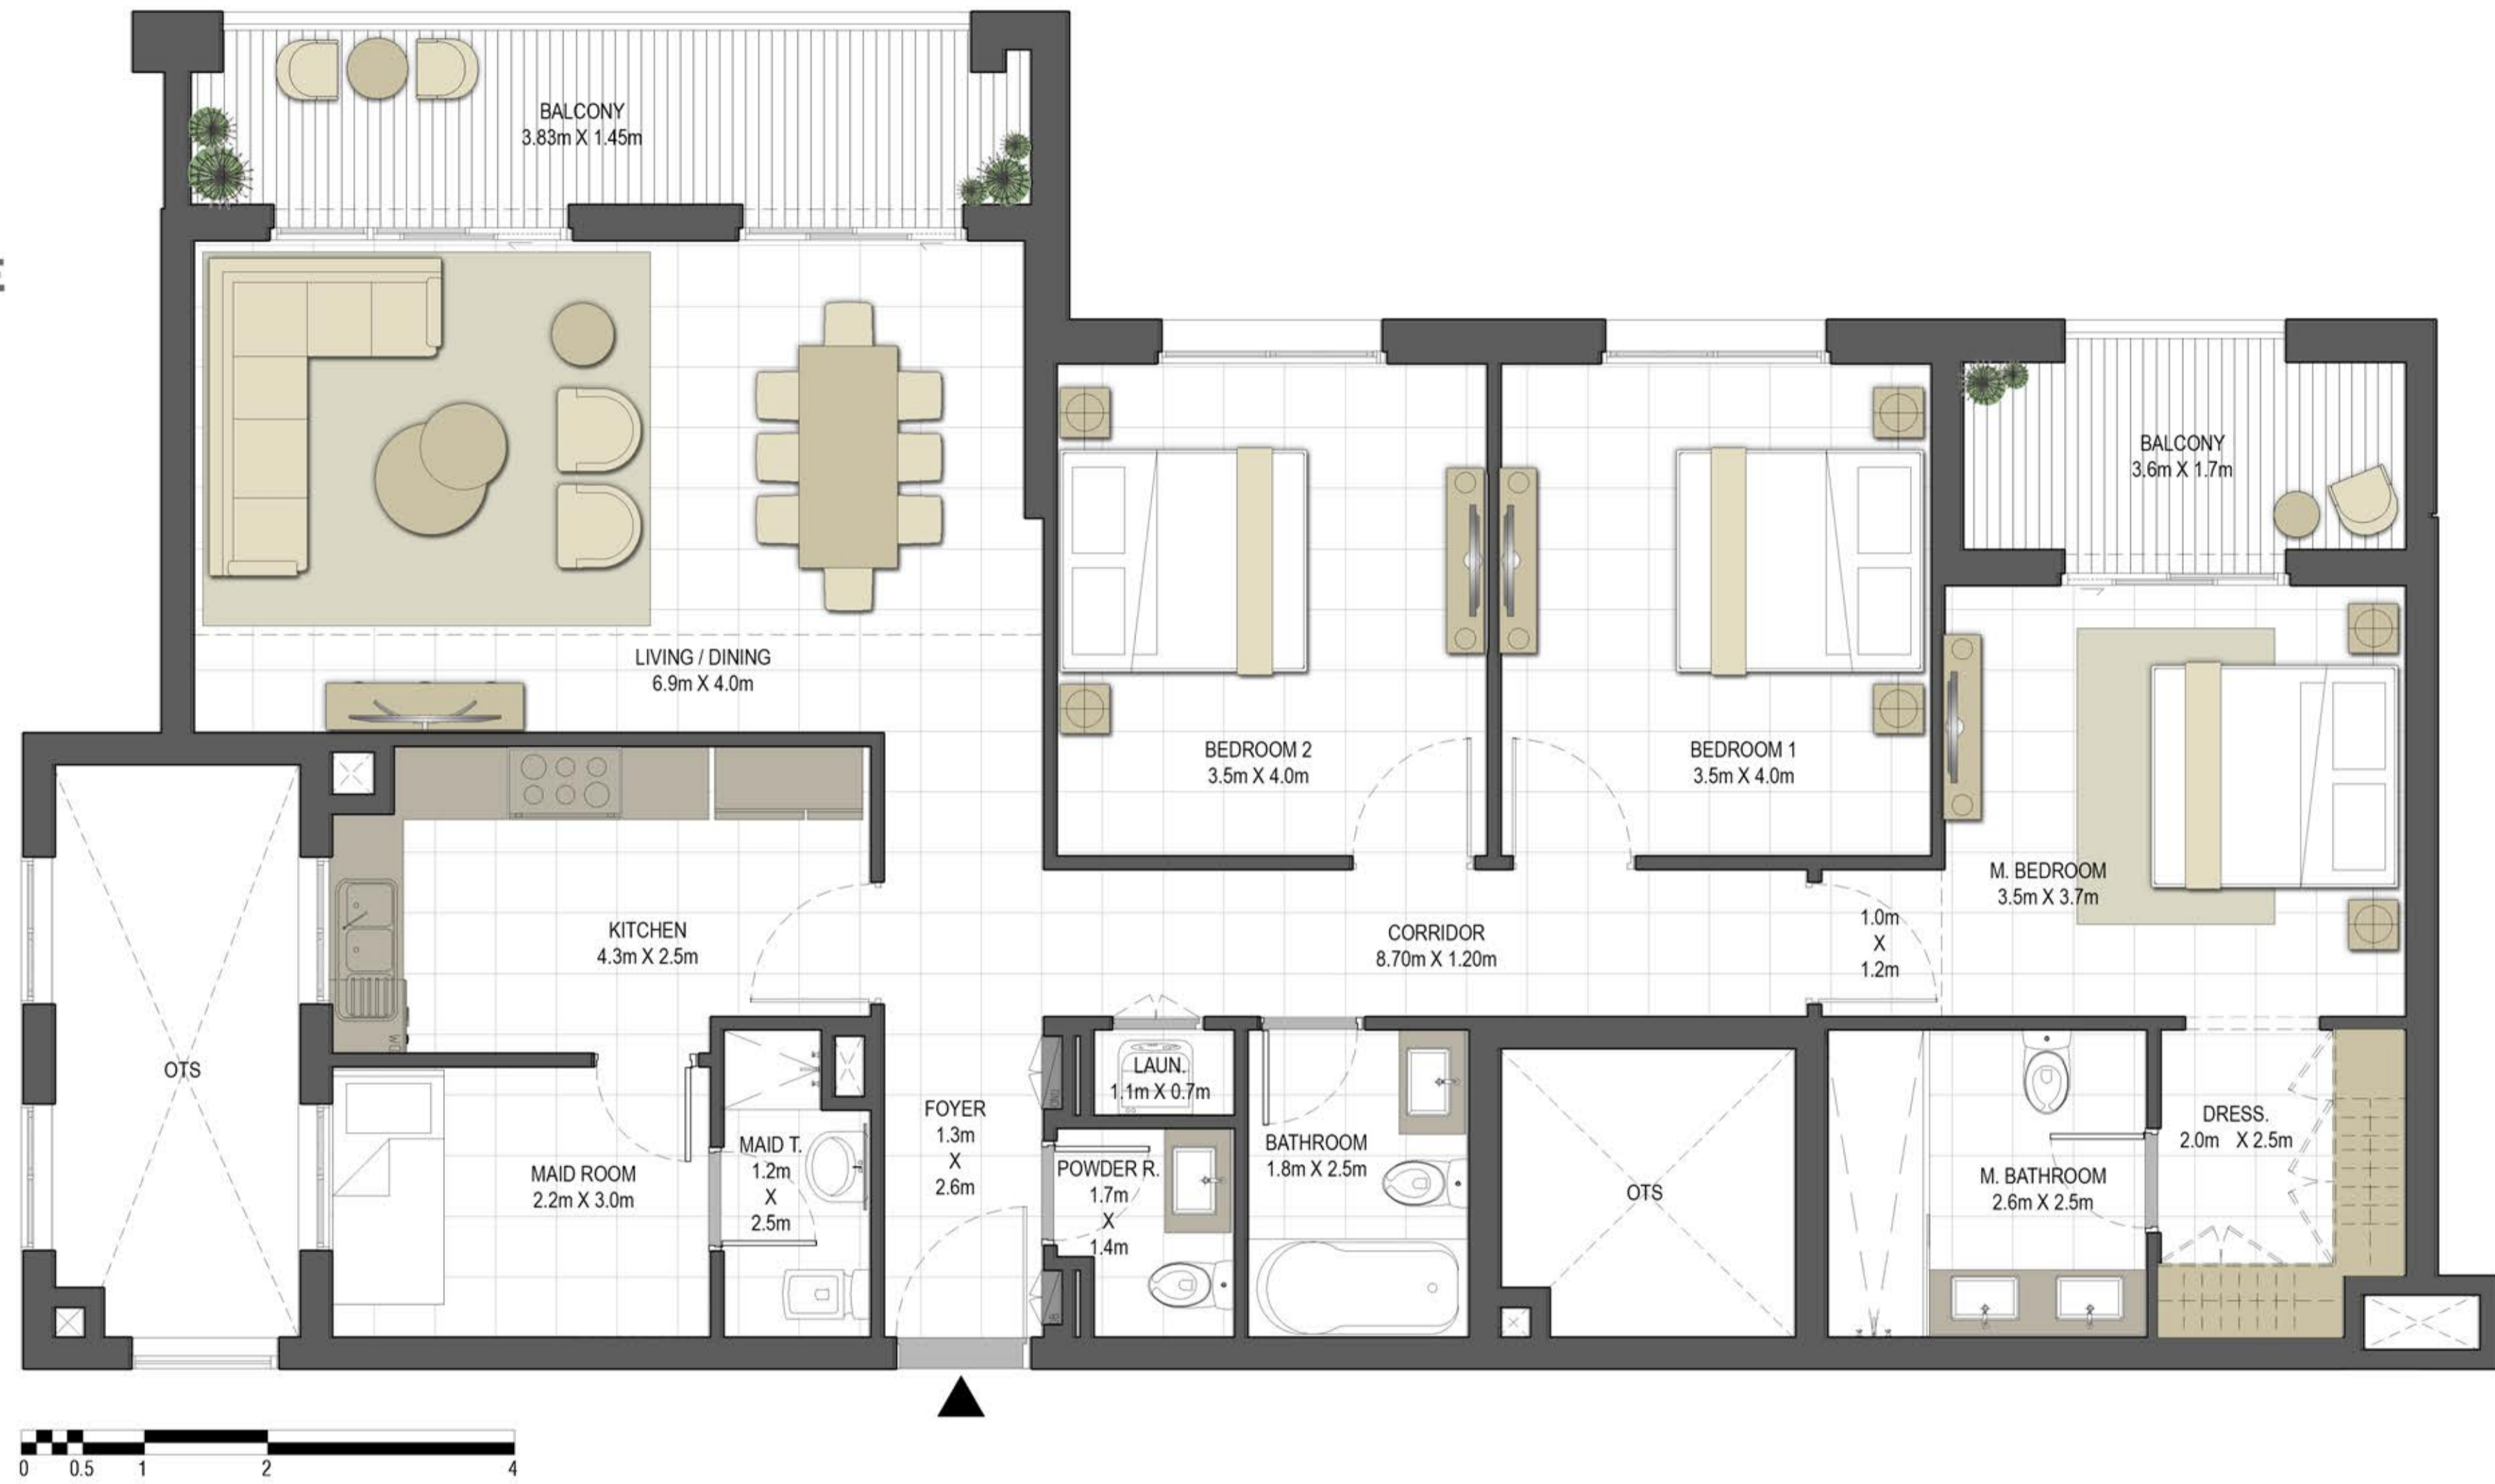 BALCONY
3.83m X 1.45m
LIVING / DINING
6.9m X 4.0m
BEDROOM 2
3.5m X 4.0m
BEDROOM 1
3.5m X 4.0m
BALCONY
3.6m X 1.7m
M. BEDROOM
3.5m X 3.7m
KITCHEN
4.3m X 2.5m
CORRIDOR
8.70m X 1.20m
1.0m
X
1.2m
OTS
MAID ROOM
2.2m X 3.0m
MAID T.
1.2m
X
2.5m
FOYER
1.3m
X
2.6m
LAUN.
1.1m X 0.7m
POWDER R.
1.7m
X
1.4m
BATHROOM
1.8m X 2.5m
OTS
M. BATHROOM
2.6m X 2.5m
DRESS.
2.0m X 2.5m
0 0.5 1 2 4